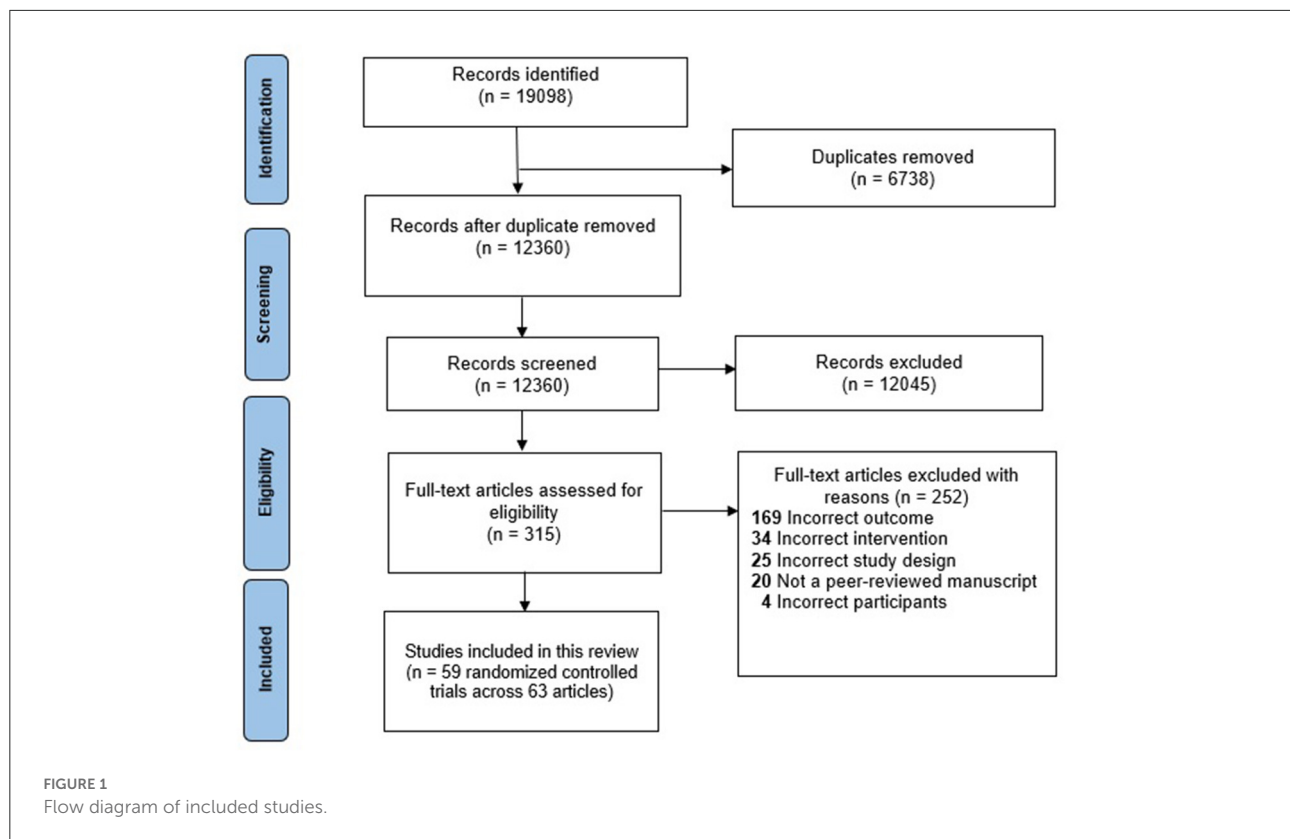 Identification
Records identified
(n = 19098)
Duplicates removed
(n = 6738)
Records after duplicate removed
(n = 12360)
Screening
Records screened
(n = 12360)
Records excluded
(n = 12045)
Eligibility
Full-text articles assessed for
eligibility
(n = 315)
Full-text articles excluded with
reasons (n = 252)
169 Incorrect outcome
34 Incorrect intervention
25 Incorrect study design
20 Not a peer-reviewed manuscript
4 Incorrect participants
Included
Studies included in this review
(n = 59 randomized controlled
trials across 63 articles)
FIGURE 1
Flow diagram of included studies.